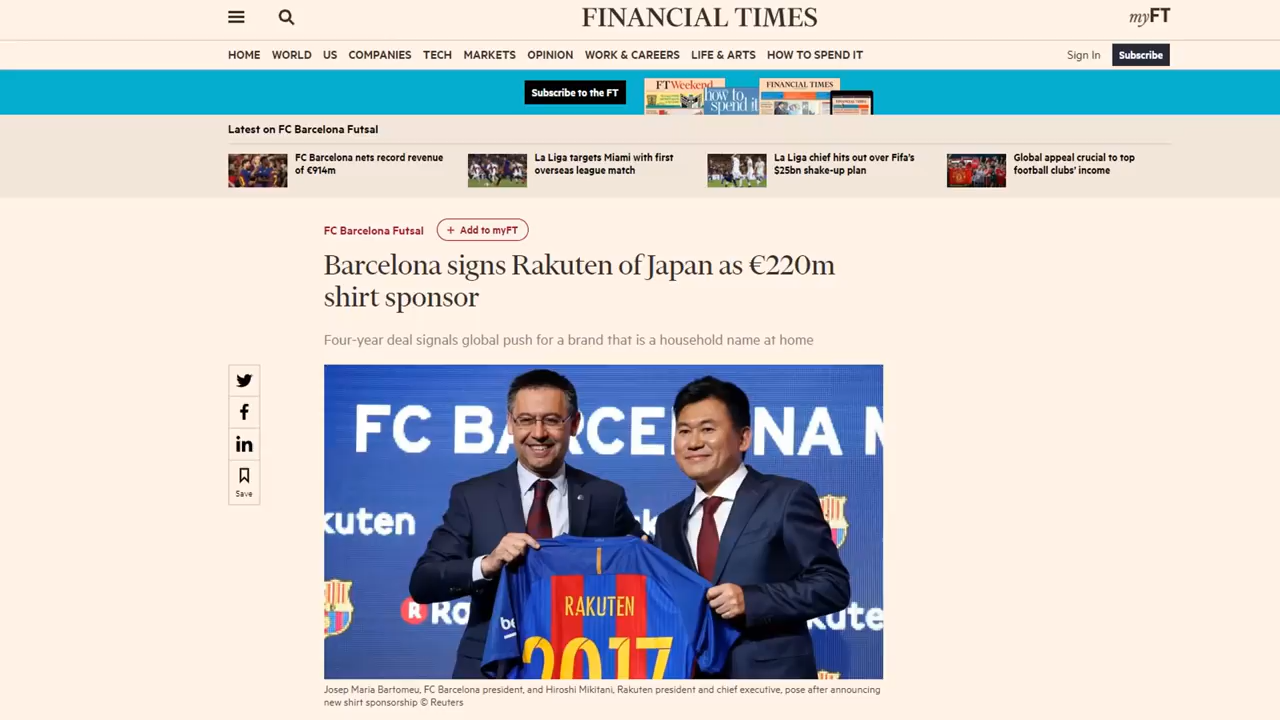 FINANCIAL TIMES
myFT
HOME WORLD US COMPANIES TECH MARKETS OPINION WORK & CAREERS LIFE & ARTS HOW TO SPEND IT
Sign In Subscribe
Subscribe to the FT
FTWeekend
how to
spend it
FINANCIAL TIMES
FINANCIAL TIMES
Latest on FC Barcelona Futsal
FC Barcelona nets record revenue
of €914m
La Liga targets Miami with first
overseas league match
La Liga chief hits out over Fifa's
$25bn shake-up plan
Global appeal crucial to top
football clubs' income
FC Barcelona Futsal
+ Add to myFT
Barcelona signs Rakuten of Japan as €220m
shirt sponsor
Four-year deal signals global push for a brand that is a household name at home
FC BARCELONA M
kuten
R Ra
be
kuten
RAKUTEN
2017
Save
Josep Maria Bartomeu, FC Barcelona president, and Hiroshi Mikitani, Rakuten president and chief executive, pose after announcing
new shirt sponsorship © Reuters